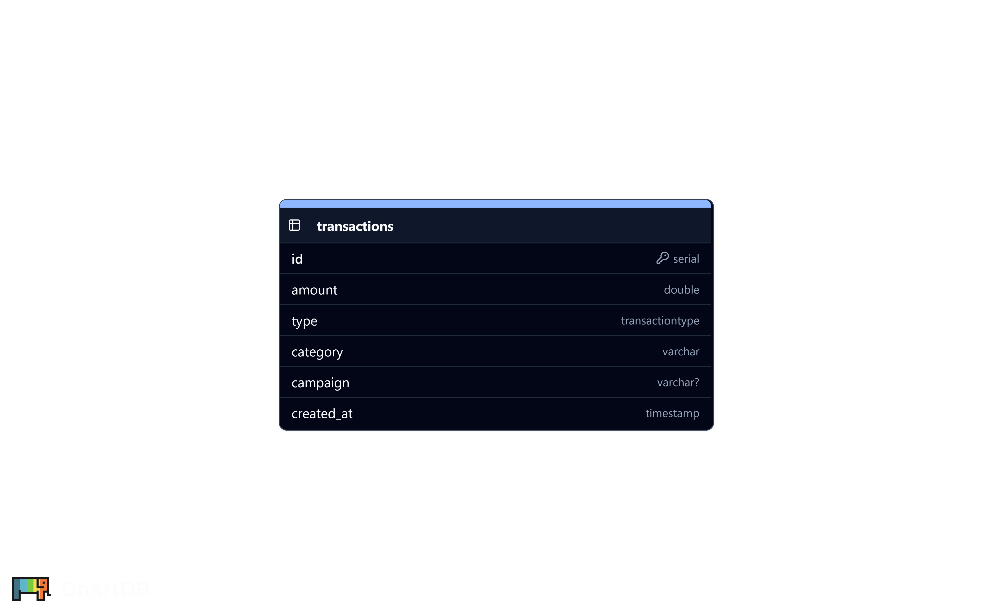 transactions
id serial
amount double
type transactiontype
category varchar
campaign varchar?
created_at timestamp
ChartDB